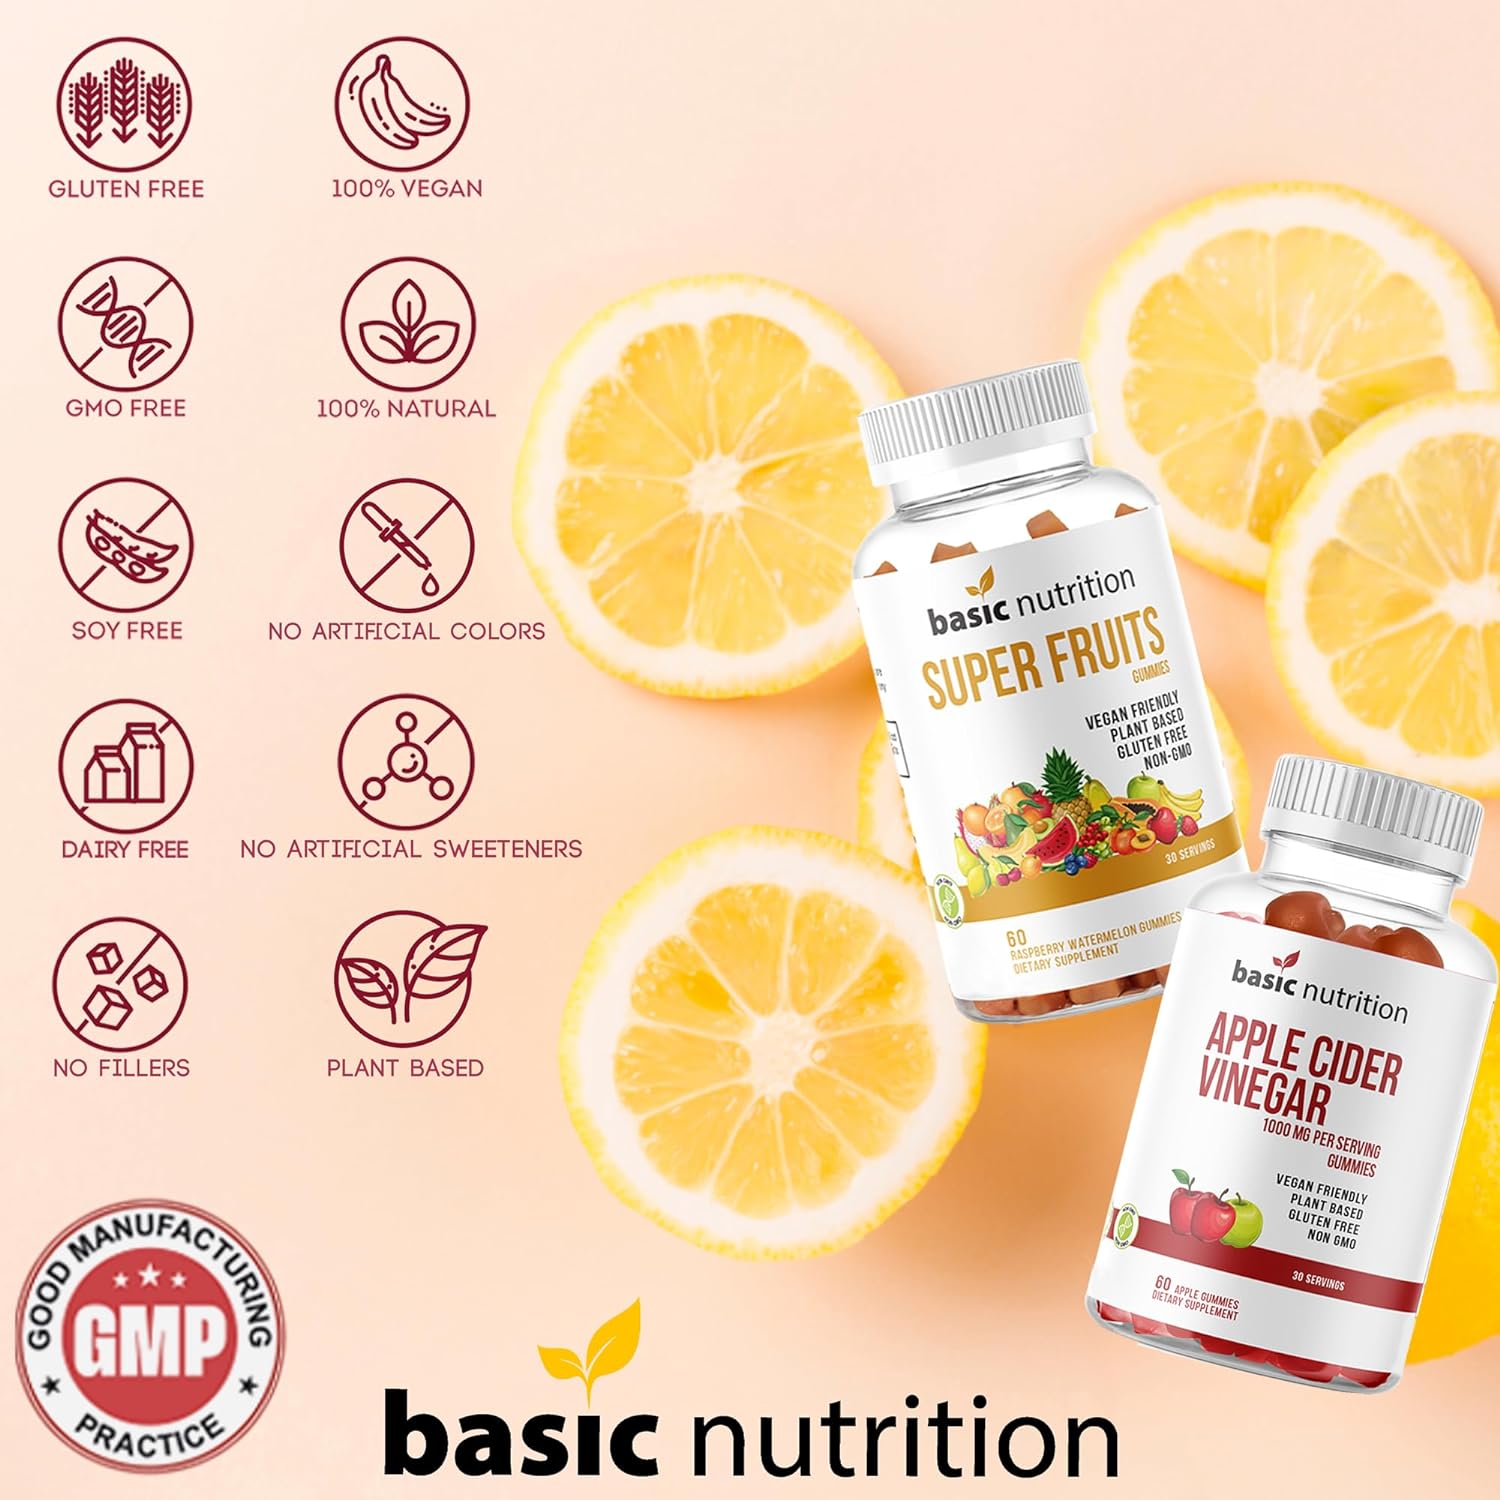 GLUTEN FREE
100% VEGAN
GMO FREE
100% NATURAL
SOY FREE
NO ARTIFICIAL COLORS
DAIRY FREE
NO ARTIFICIAL SWEETENERS
NO FILLERS
PLANT BASED
basic nutrition
SUPER FRUITS
GUMMIES
VEGAN FRIENDLY
PLANT BASED
GLUTEN FREE
NON-GMO
30 SERVINGS
60
RASPBERRY WATERMELON GUMMIES
DIETARY SUPPLEMENT
basic nutrition
APPLE CIDER
VINEGAR
1000 MG PER SERVING
GUMMIES
VEGAN FRIENDLY
PLANT BASED
GLUTEN FREE
NON GMO
30 SERVINGS
60 APPLE GUMMIES
DIETARY SUPPLEMENT
GOOD MANUFACTURING
GMP
PRACTICE
basic nutrition